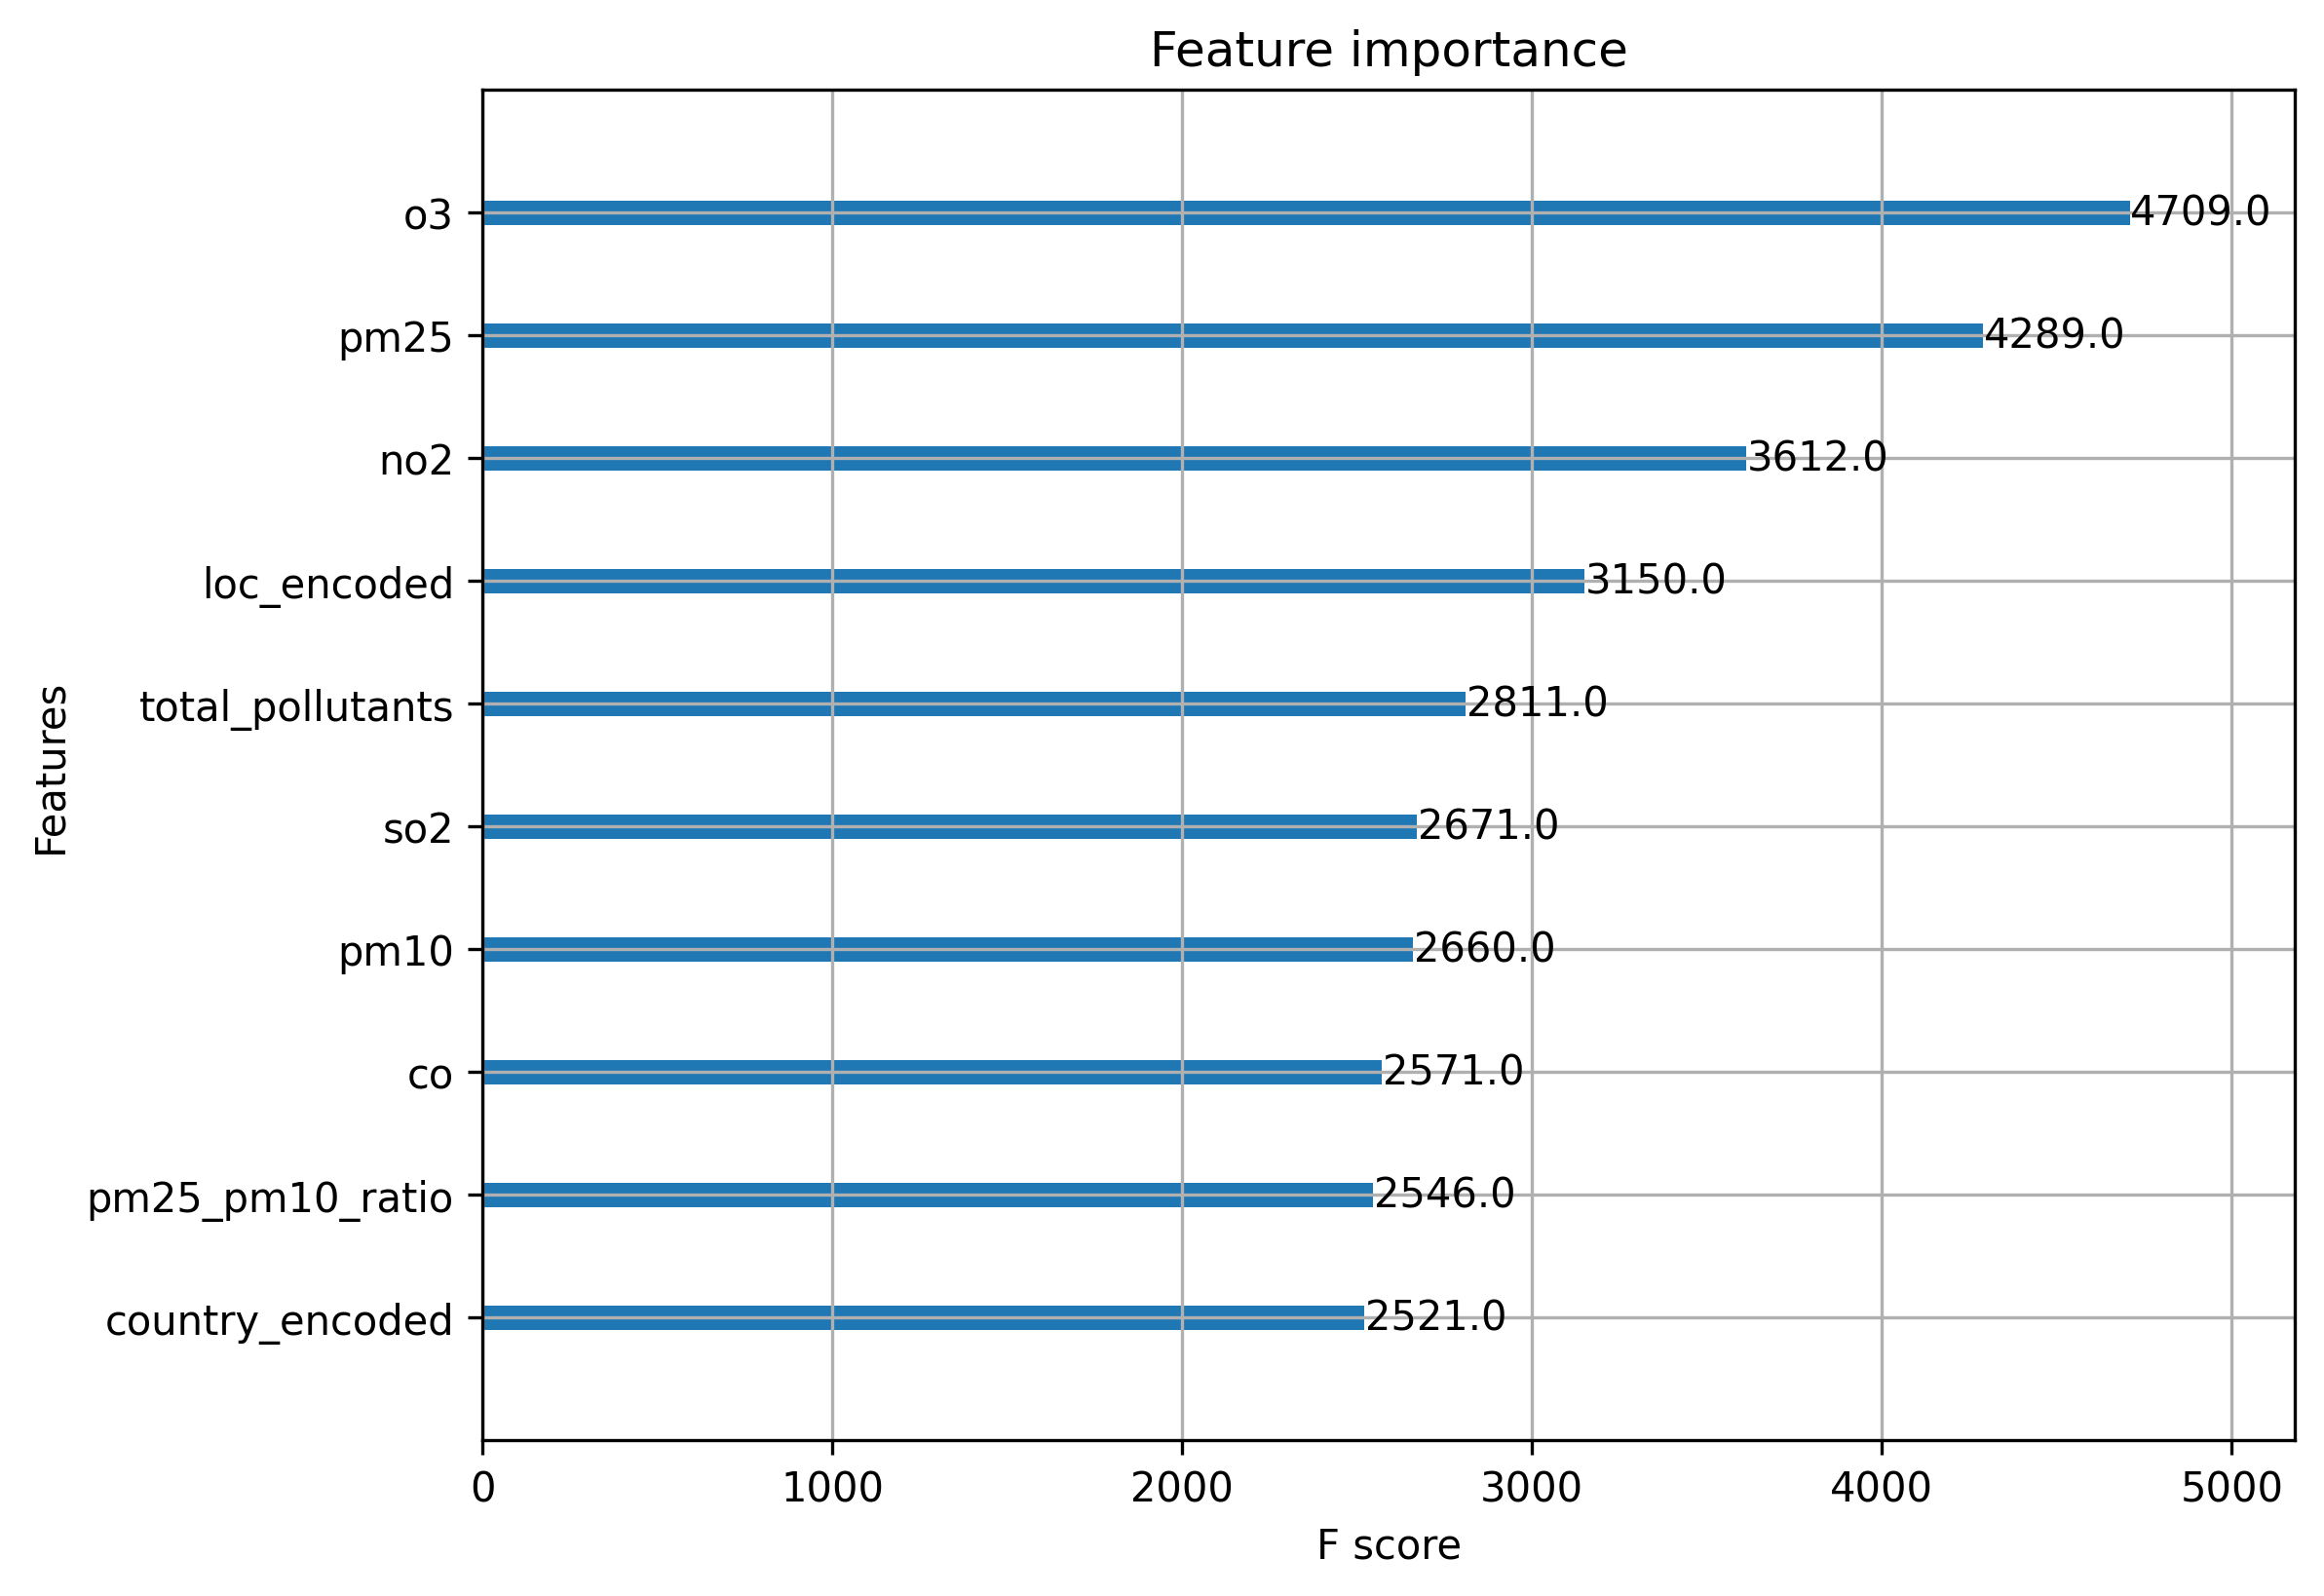 Feature importance
o3 4709.0
pm25 4289.0
no2 3612.0
loc_encoded 3150.0
total_pollutants 2811.0
so2 2671.0
pm10 2660.0
co 2571.0
pm25_pm10_ratio 2546.0
country_encoded 2521.0
Features
0 1000 2000 3000 4000 5000
F score